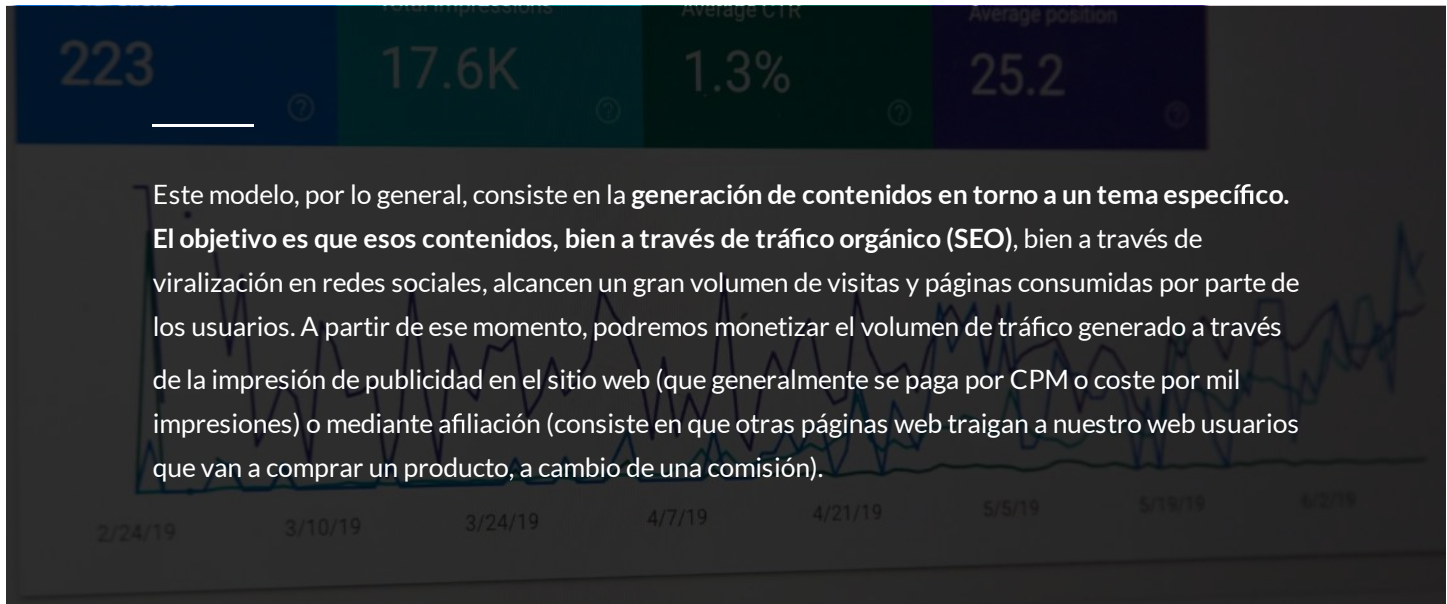 Total Impressions
Average CTR
Average position
223
17.6K
1.3%
25.2
Este modelo, por lo general, consiste en la generación de contenidos en torno a un tema específico.
El objetivo es que esos contenidos, bien a través de tráfico orgánico (SEO), bien a través de
viralización en redes sociales, alcancen un gran volumen de visitas y páginas consumidas por parte de
los usuarios. A partir de ese momento, podremos monetizar el volumen de tráfico generado a través
de la impresión de publicidad en el sitio web (que generalmente se paga por CPM o coste por mil
impresiones) o mediante afiliación (consiste en que otras páginas web traigan a nuestro web usuarios
que van a comprar un producto, a cambio de una comisión).
2/24/19
3/10/19
3/24/19
4/7/19
4/21/19
5/5/19
5/19/19
6/2/19